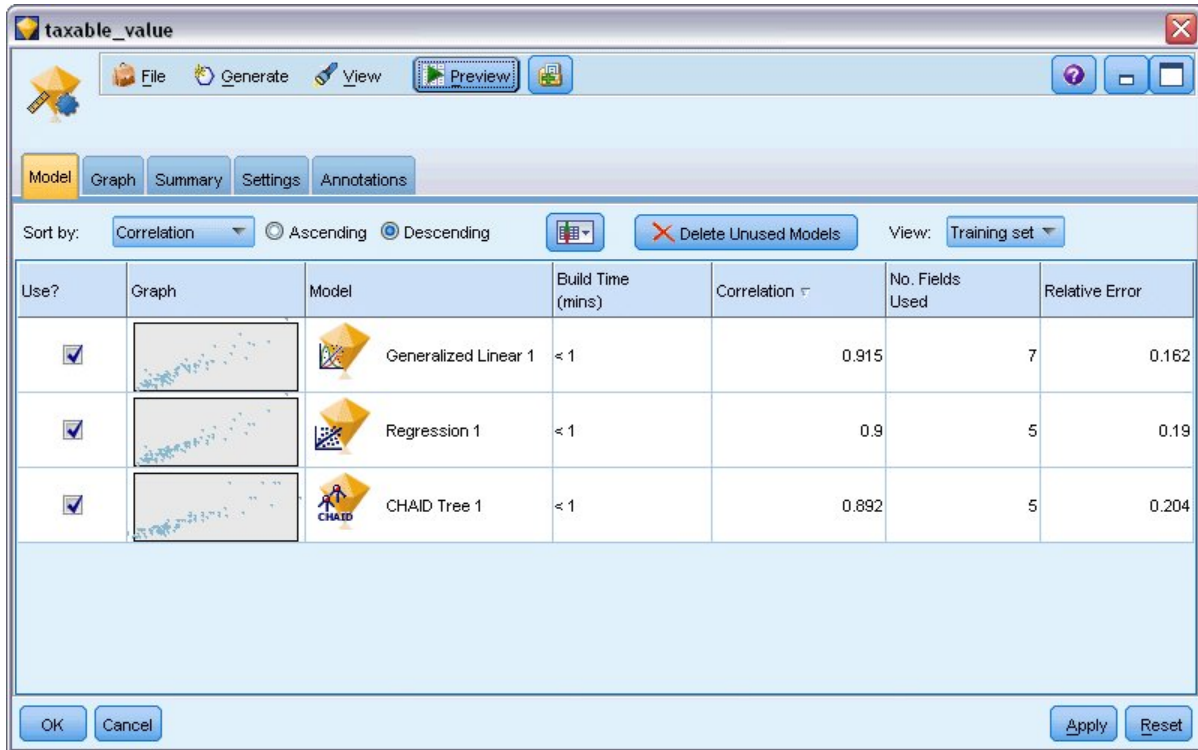 taxable_value
File Generate View Preview
Model Graph Summary Settings Annotations
Sort by: Correlation Ascending Descending Delete Unused Models View: Training set
Use? Graph Model Build Time (mins) Correlation No. Fields Used Relative Error
Generalized Linear 1 < 1 0.915 7 0.162
Regression 1 < 1 0.9 5 0.19
CHAID CHAID Tree 1 < 1 0.892 5 0.204
OK Cancel Apply Reset